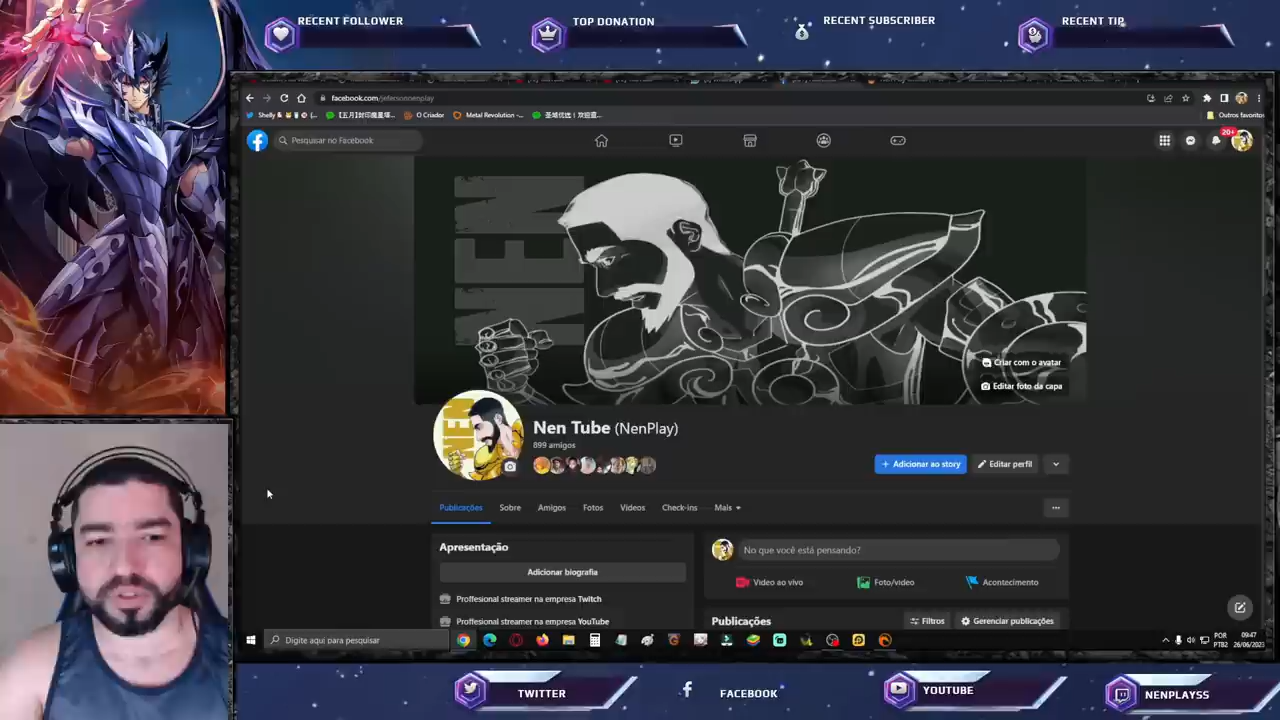 RECENT FOLLOWER
TOP DONATION
RECENT SUBSCRIBER
RECENT TIP
facebook.com/jefersonnenplay
O Criador
Metal Revolution -...
Outros favoritos
Pesquisar no Facebook
20+
NEN
Criar com o avatar
Editar foto da capa
NEN
Nen Tube (NenPlay)
899 amigos
+ Adicionar ao story
Editar perfil
Publicações Sobre Amigos Fotos Vídeos Check-ins Mais
Apresentação
No que você está pensando?
Adicionar biografia
Vídeo ao vivo
Foto/vídeo
Acontecimento
Proffesional streamer na empresa Twitch
Proffesional streamer na empresa YouTube
Publicações
Filtros
Gerenciar publicações
Digite aqui para pesquisar
POR
PTB2
09:47
26/06/2023
TWITTER
FACEBOOK
YOUTUBE
NENPLAYSS